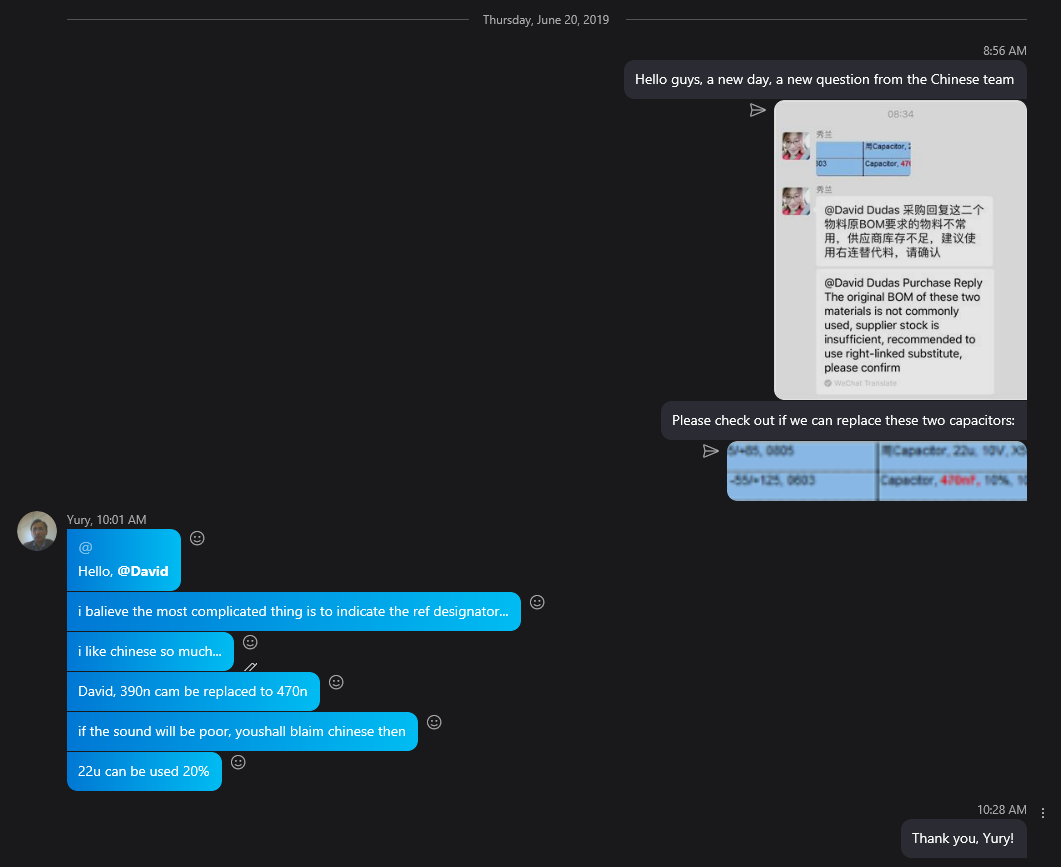 Thursday, June 20, 2019
8:56 AM
Hello guys, a new day, a new question from the Chinese team
08:34
秀兰
用Capacitor, 2
603
Capacitor, 470
秀兰
@David Dudas 采购回复这二个
物料原BOM要求的物料不常
用，供应商库存不足，建议使
用右连替代料，请确认
@David Dudas Purchase Reply
The original BOM of these two
materials is not commonly
used, supplier stock is
insufficient, recommended to
use right-linked substitute,
please confirm
WeChat Translate
Please check out if we can replace these two capacitors:
5/+85, 0805
用Capacitor, 22u, 10V, X5
-55/+125, 0603
Capacitor, 470nF, 10%, 10
Yury, 10:01 AM
@
Hello, @David
i balieve the most complicated thing is to indicate the ref designator...
i like chinese so much...
David, 390n cam be replaced to 470n
if the sound will be poor, youshall blaim chinese then
22u can be used 20%
10:28 AM
Thank you, Yury!